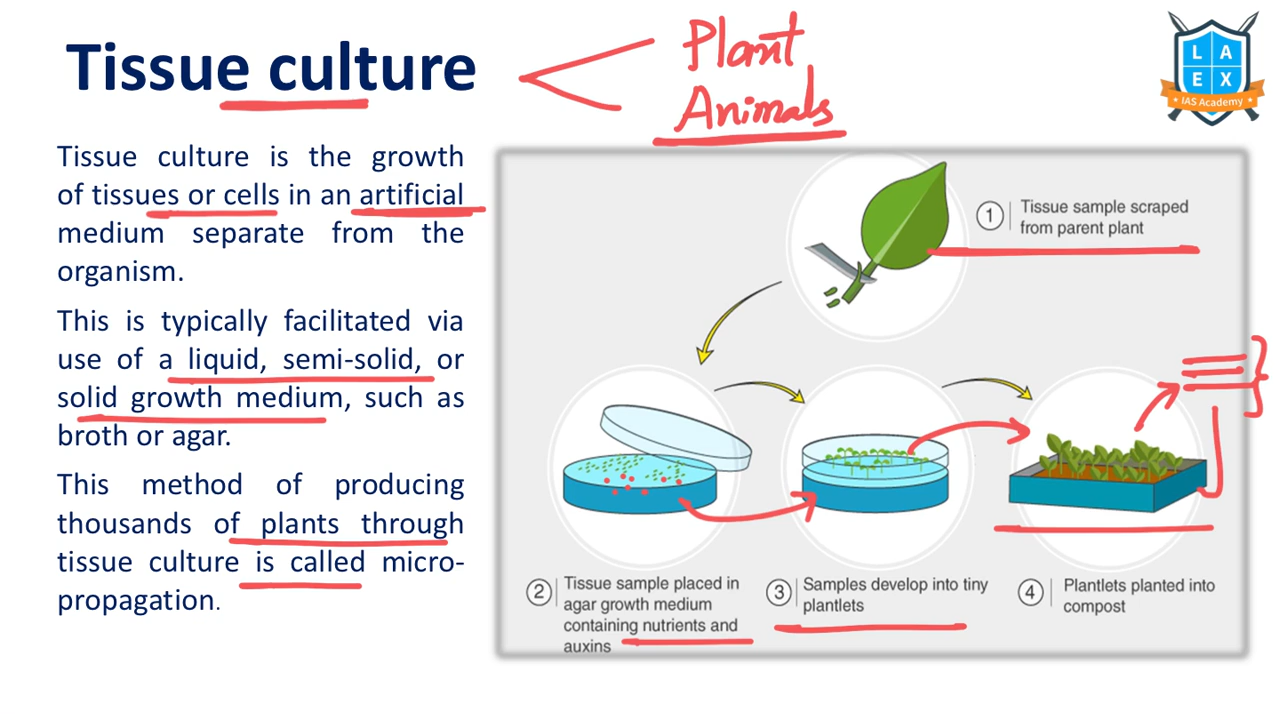 Tissue culture
Plant
Animals
L A
E X
IAS Academy
Tissue culture is the growth
of tissues or cells in an artificial
medium separate from the
organism.
This is typically facilitated via
use of a liquid, semi-solid, or
solid growth medium, such as
broth or agar.
This method of producing
thousands of plants through
tissue culture is called micro-
propagation.
1 Tissue sample scraped
from parent plant
2 Tissue sample placed in
agar growth medium
containing nutrients and
auxins
3 Samples develop into tiny
plantlets
4 Plantlets planted into
compost